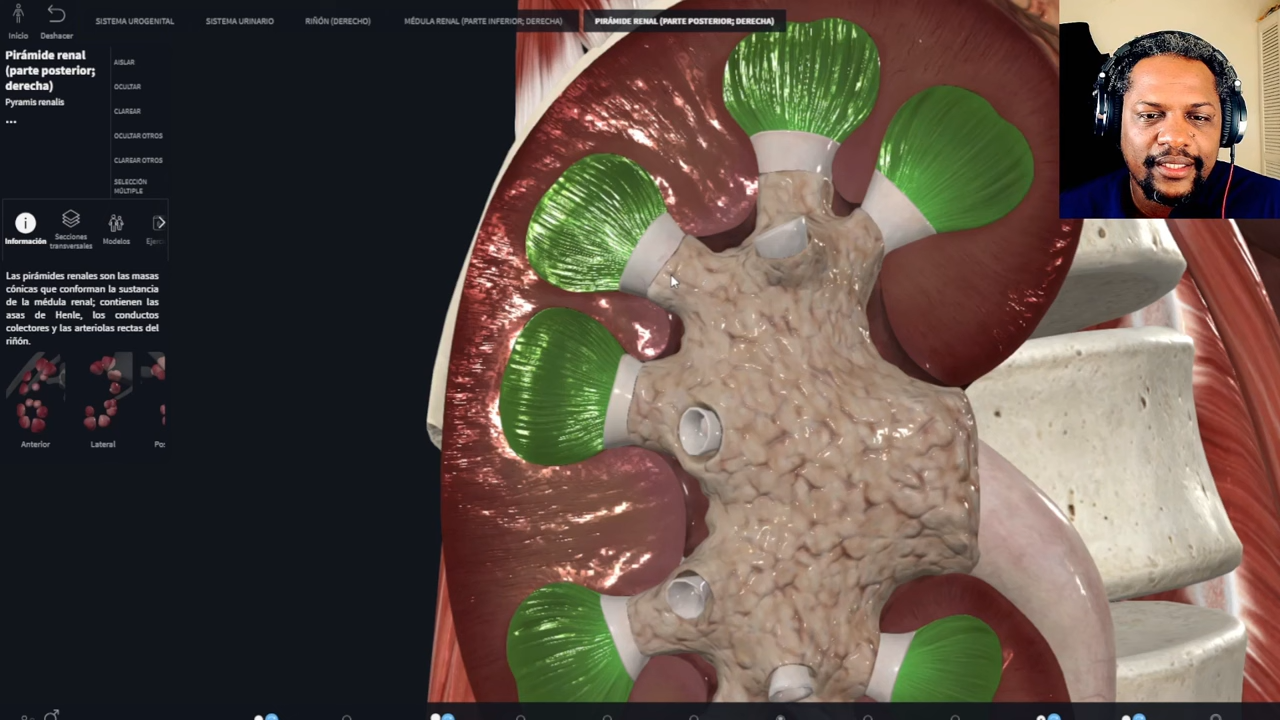 Inicio
Deshacer
SISTEMA UROGENITAL
SISTEMA URINARIO
RIÑÓN (DERECHO)
MÉDULA RENAL (PARTE INFERIOR; DERECHA)
PIRÁMIDE RENAL (PARTE POSTERIOR; DERECHA)
Pirámide renal
(parte posterior;
derecha)
Pyramis renalis
...
AISLAR
OCULTAR
CLAREAR
OCULTAR OTROS
CLAREAR OTROS
SELECCIÓN
MÚLTIPLE
Información
Secciones
transversales
Modelos
Las pirámides renales son las masas
cónicas que conforman la sustancia
de la médula renal; contienen las
asas de Henle, los conductos
colectores y las arteriolas rectas del
riñón.
Anterior
Lateral